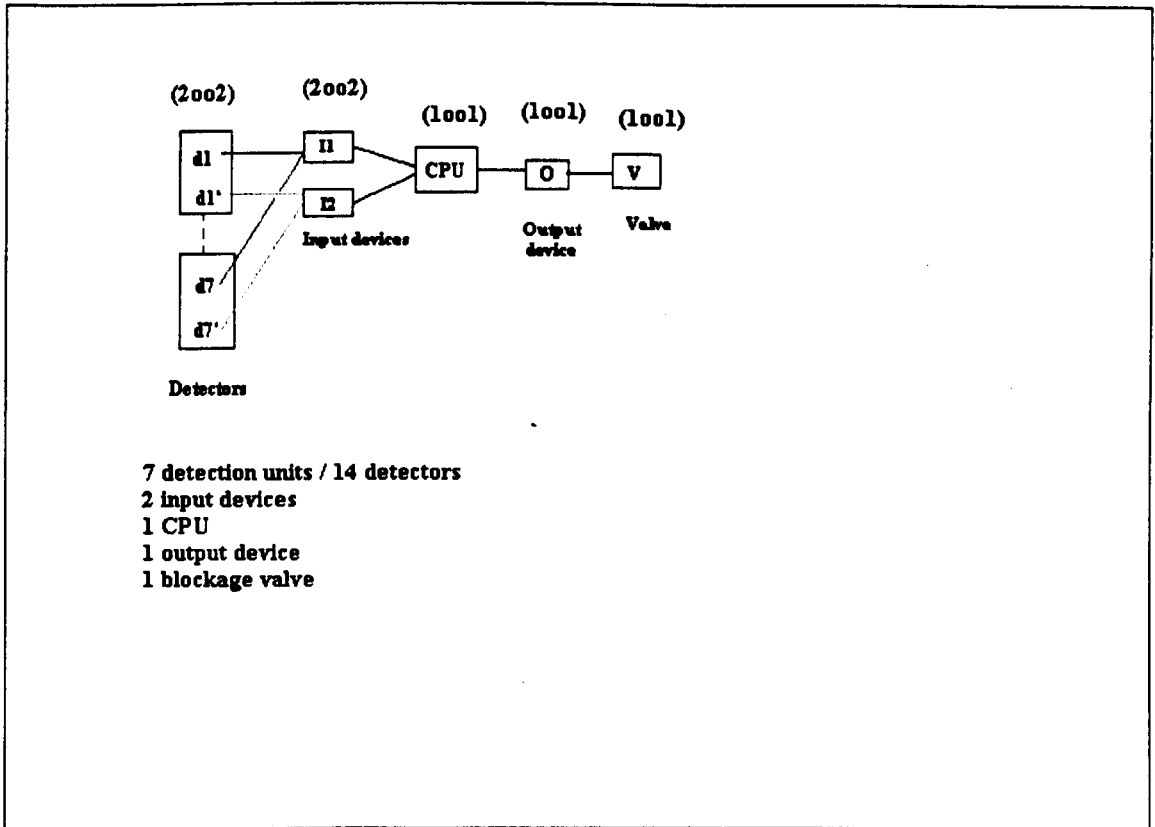 (2oo2)
(2oo2)
(1oo1)
(1oo1)
(1oo1)
d1
d1'
I1
I2
CPU
O
V
Input devices
Output
device
Valve
d7
d7'
Detectors
7 detection units / 14 detectors
2 input devices
1 CPU
1 output device
1 blockage valve